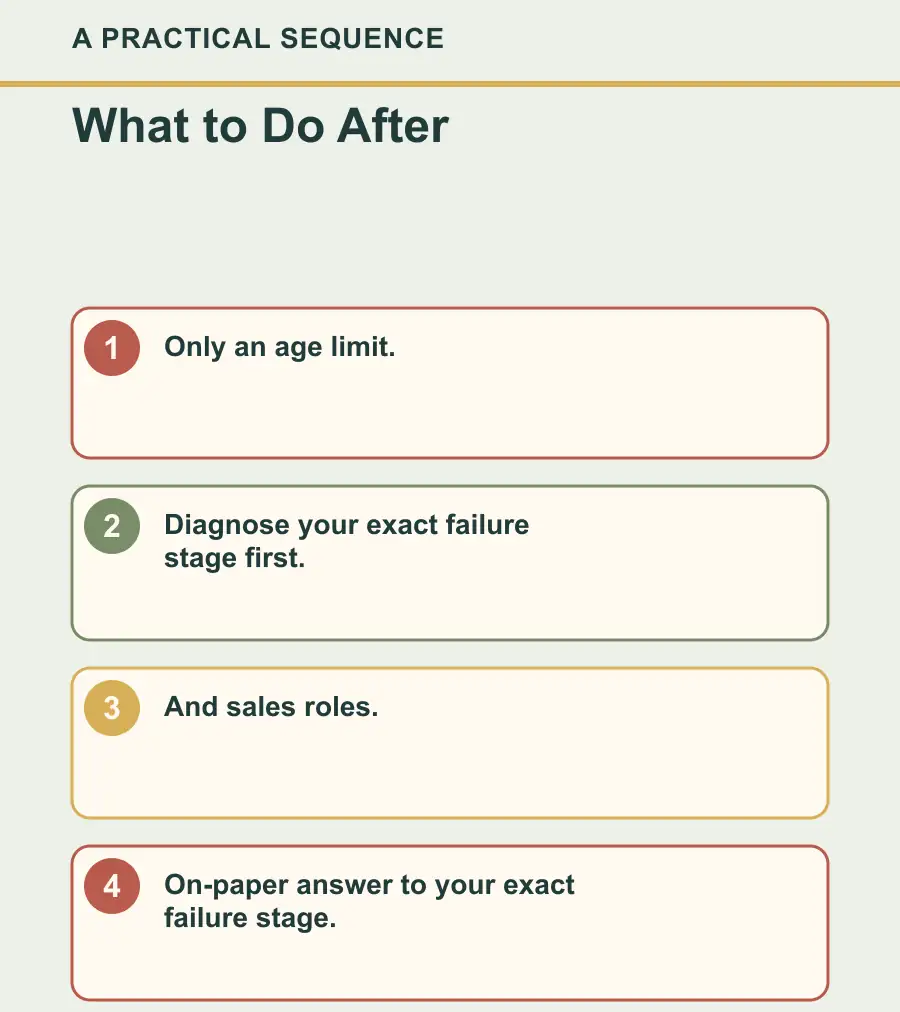 A PRACTICAL SEQUENCE
What to Do After
1
Only an age limit.
2
Diagnose your exact failure
stage first.
3
And sales roles.
4
On-paper answer to your exact
failure stage.